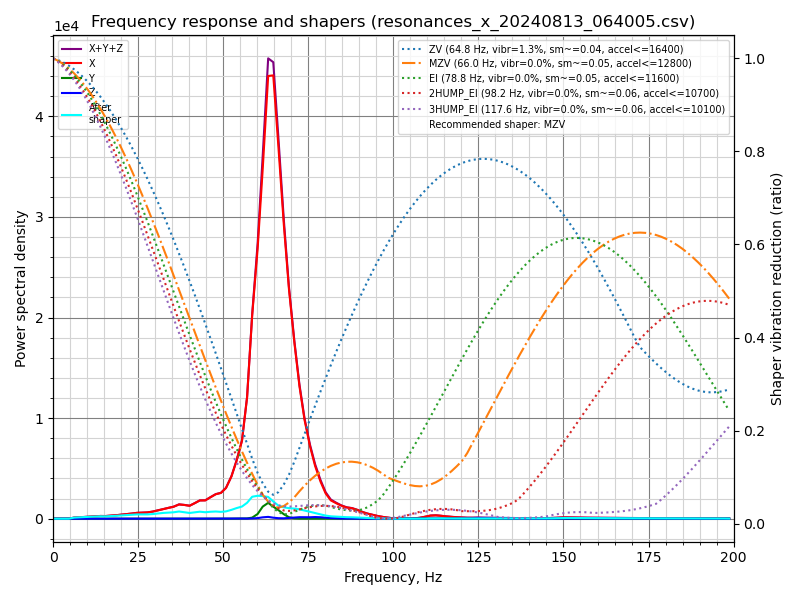 Frequency response and shapers (resonances_x_20240813_064005.csv)
1e4
X+Y+Z
X
Y
Z
After
shaper
ZV (64.8 Hz, vibr=1.3%, sm~=0.04, accel<=16400)
MZV (66.0 Hz, vibr=0.0%, sm~=0.05, accel<=12800)
EI (78.8 Hz, vibr=0.0%, sm~=0.05, accel<=11600)
2HUMP_EI (98.2 Hz, vibr=0.0%, sm~=0.06, accel<=10700)
3HUMP_EI (117.6 Hz, vibr=0.0%, sm~=0.06, accel<=10100)
Recommended shaper: MZV
Power spectral density
4
3
2
1
0
1.0
0.8
0.6
0.4
0.2
0.0
Shaper vibration reduction (ratio)
0 25 50 75 100 125 150 175 200
Frequency, Hz